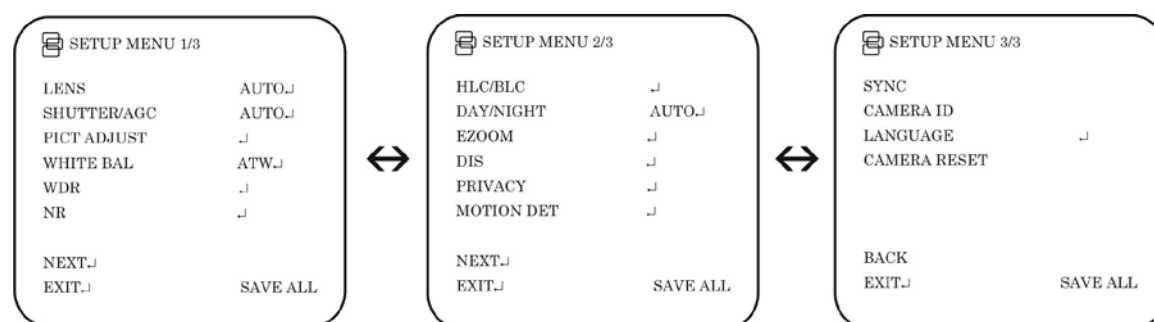 SETUP MENU 1/3
LENS AUTO↵
SHUTTER/AGC AUTO↵
PICT ADJUST ↵
WHITE BAL ATW↵
WDR ↵
NR ↵
NEXT↵
EXIT↵ SAVE ALL
SETUP MENU 2/3
HLC/BLC ↵
DAY/NIGHT AUTO↵
EZOOM ↵
DIS ↵
PRIVACY ↵
MOTION DET ↵
NEXT↵
EXIT↵ SAVE ALL
SETUP MENU 3/3
SYNC
CAMERA ID
LANGUAGE ↵
CAMERA RESET
BACK
EXIT↵ SAVE ALL